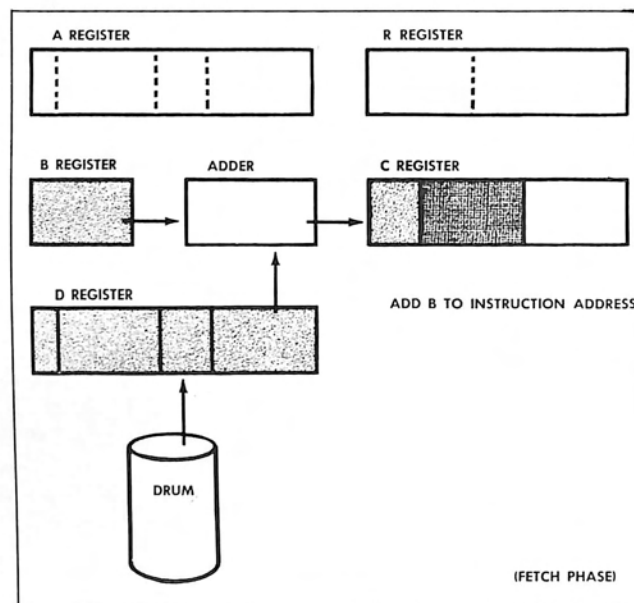 A REGISTER
R REGISTER
B REGISTER
ADDER
C REGISTER
D REGISTER
ADD B TO INSTRUCTION ADDRESS
DRUM
(FETCH PHASE)